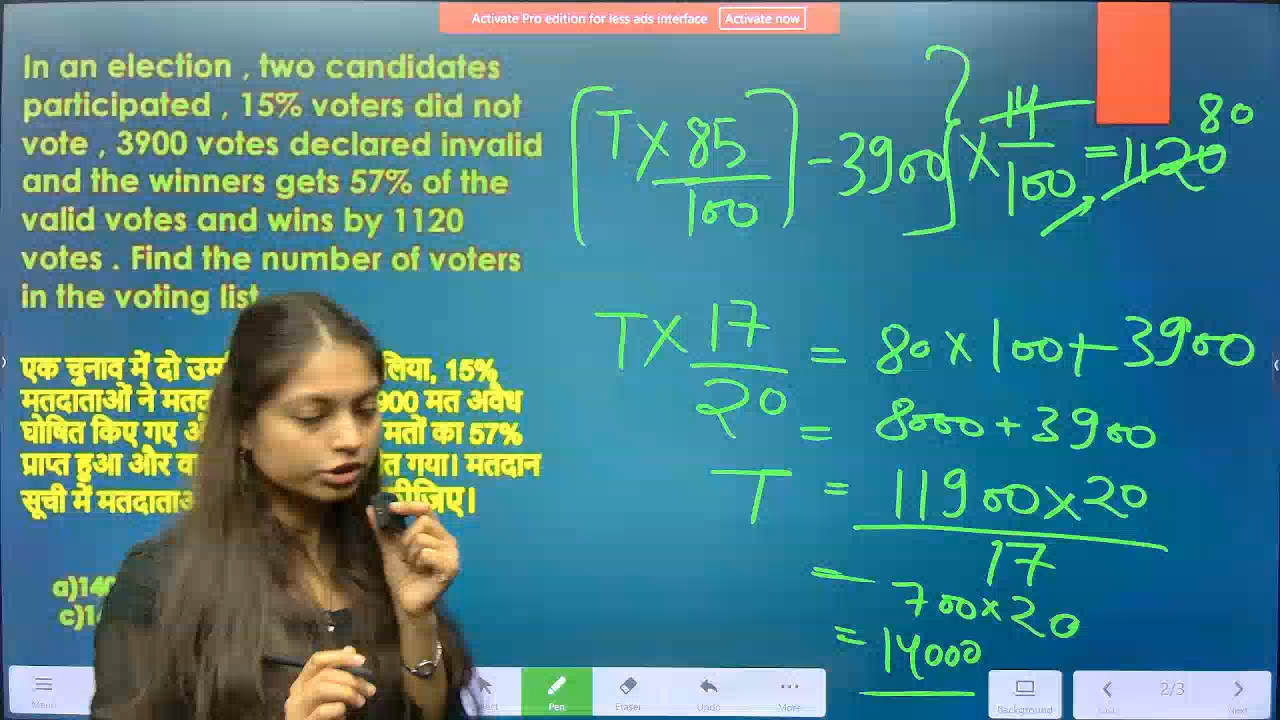 Activate Pro edition for less ads interface Activate now
In an election , two candidates
participated , 15% voters did not
vote , 3900 votes declared invalid
and the winners gets 57% of the
valid votes and wins by 1120
votes . Find the number of voters
in the voting list
एक चुनाव में दो लिया, 15%
मतदाताओं ने 900 मत अवैध
घोषित किए गए मतों का 57%
प्राप्त हुआ और गया। मतदान
सूची में
a)
c)
[T X 85/100] - 3900} X 14/100 = 1120 80
T X 17/20 = 80 X 100 + 3900
= 8000 + 3900
T = 11900 X 20 / 17
= 700 X 20
= 14000
Menu Pen Eraser Undo More Background 2/3 Next